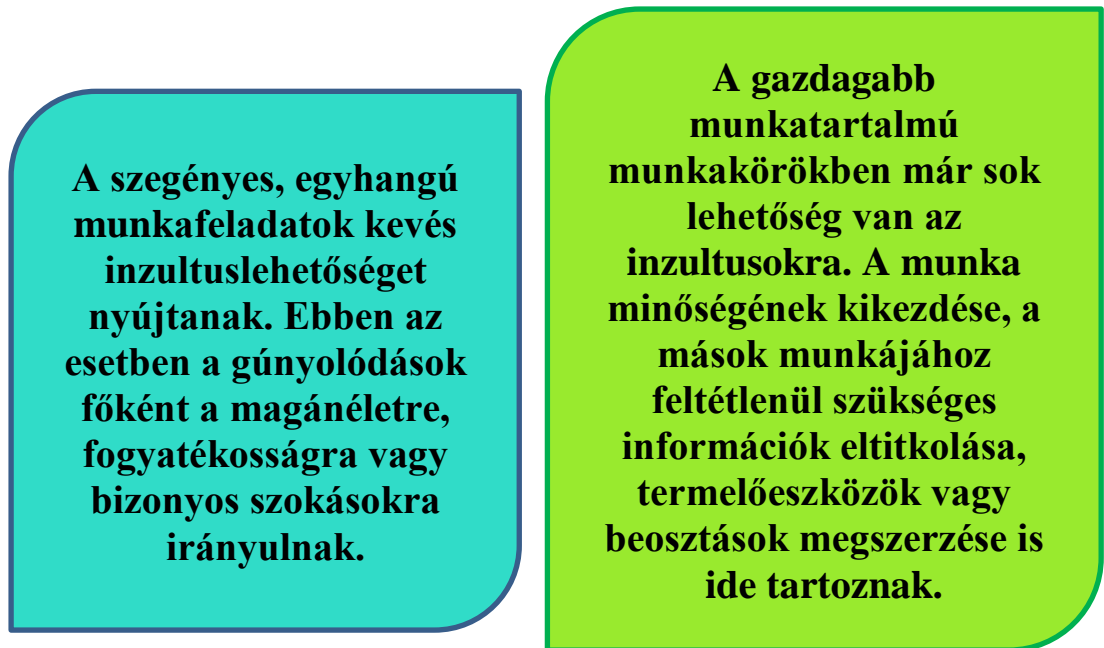 A szegényes, egyhangú
munkafeladatok kevés
inzultuslehetőséget
nyújtanak. Ebben az
esetben a gúnyolódások
főként a magánéletre,
fogyatékosságra vagy
bizonyos szokásokra
irányulnak.
A gazdagabb
munkatartalmú
munkakörökben már sok
lehetőség van az
inzultusokra. A munka
minőségének kikezdése, a
mások munkájához
feltétlenül szükséges
információk eltitkolása,
termelőeszközök vagy
beosztások megszerzése is
ide tartoznak.